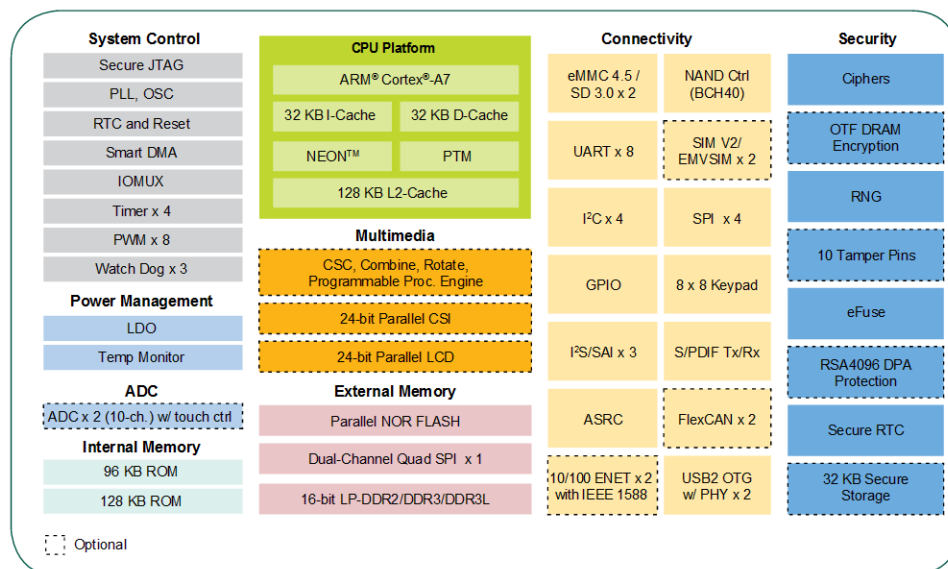 System Control
Secure JTAG
PLL, OSC
RTC and Reset
Smart DMA
IOMUX
Timer x 4
PWM x 8
Watch Dog x 3
Power Management
LDO
Temp Monitor
ADC
ADC x 2 (10-ch.) w/ touch ctrl
Internal Memory
96 KB ROM
128 KB ROM
Optional
CPU Platform
ARM® Cortex®-A7
32 KB I-Cache
32 KB D-Cache
NEON™
PTM
128 KB L2-Cache
Multimedia
CSC, Combine, Rotate,
Programmable Proc. Engine
24-bit Parallel CSI
24-bit Parallel LCD
External Memory
Parallel NOR FLASH
Dual-Channel Quad SPI x 1
16-bit LP-DDR2/DDR3/DDR3L
Connectivity
eMMC 4.5 /
SD 3.0 x 2
NAND Ctrl
(BCH40)
UART x 8
SIM V2/
EMVSIM x 2
I²C x 4
SPI x 4
GPIO
8 x 8 Keypad
I²S/SAI x 3
S/PDIF Tx/Rx
ASRC
FlexCAN x 2
10/100 ENET x 2
with IEEE 1588
USB2 OTG
w/ PHY x 2
Security
Ciphers
OTF DRAM
Encryption
RNG
10 Tamper Pins
eFuse
RSA4096 DPA
Protection
Secure RTC
32 KB Secure
Storage